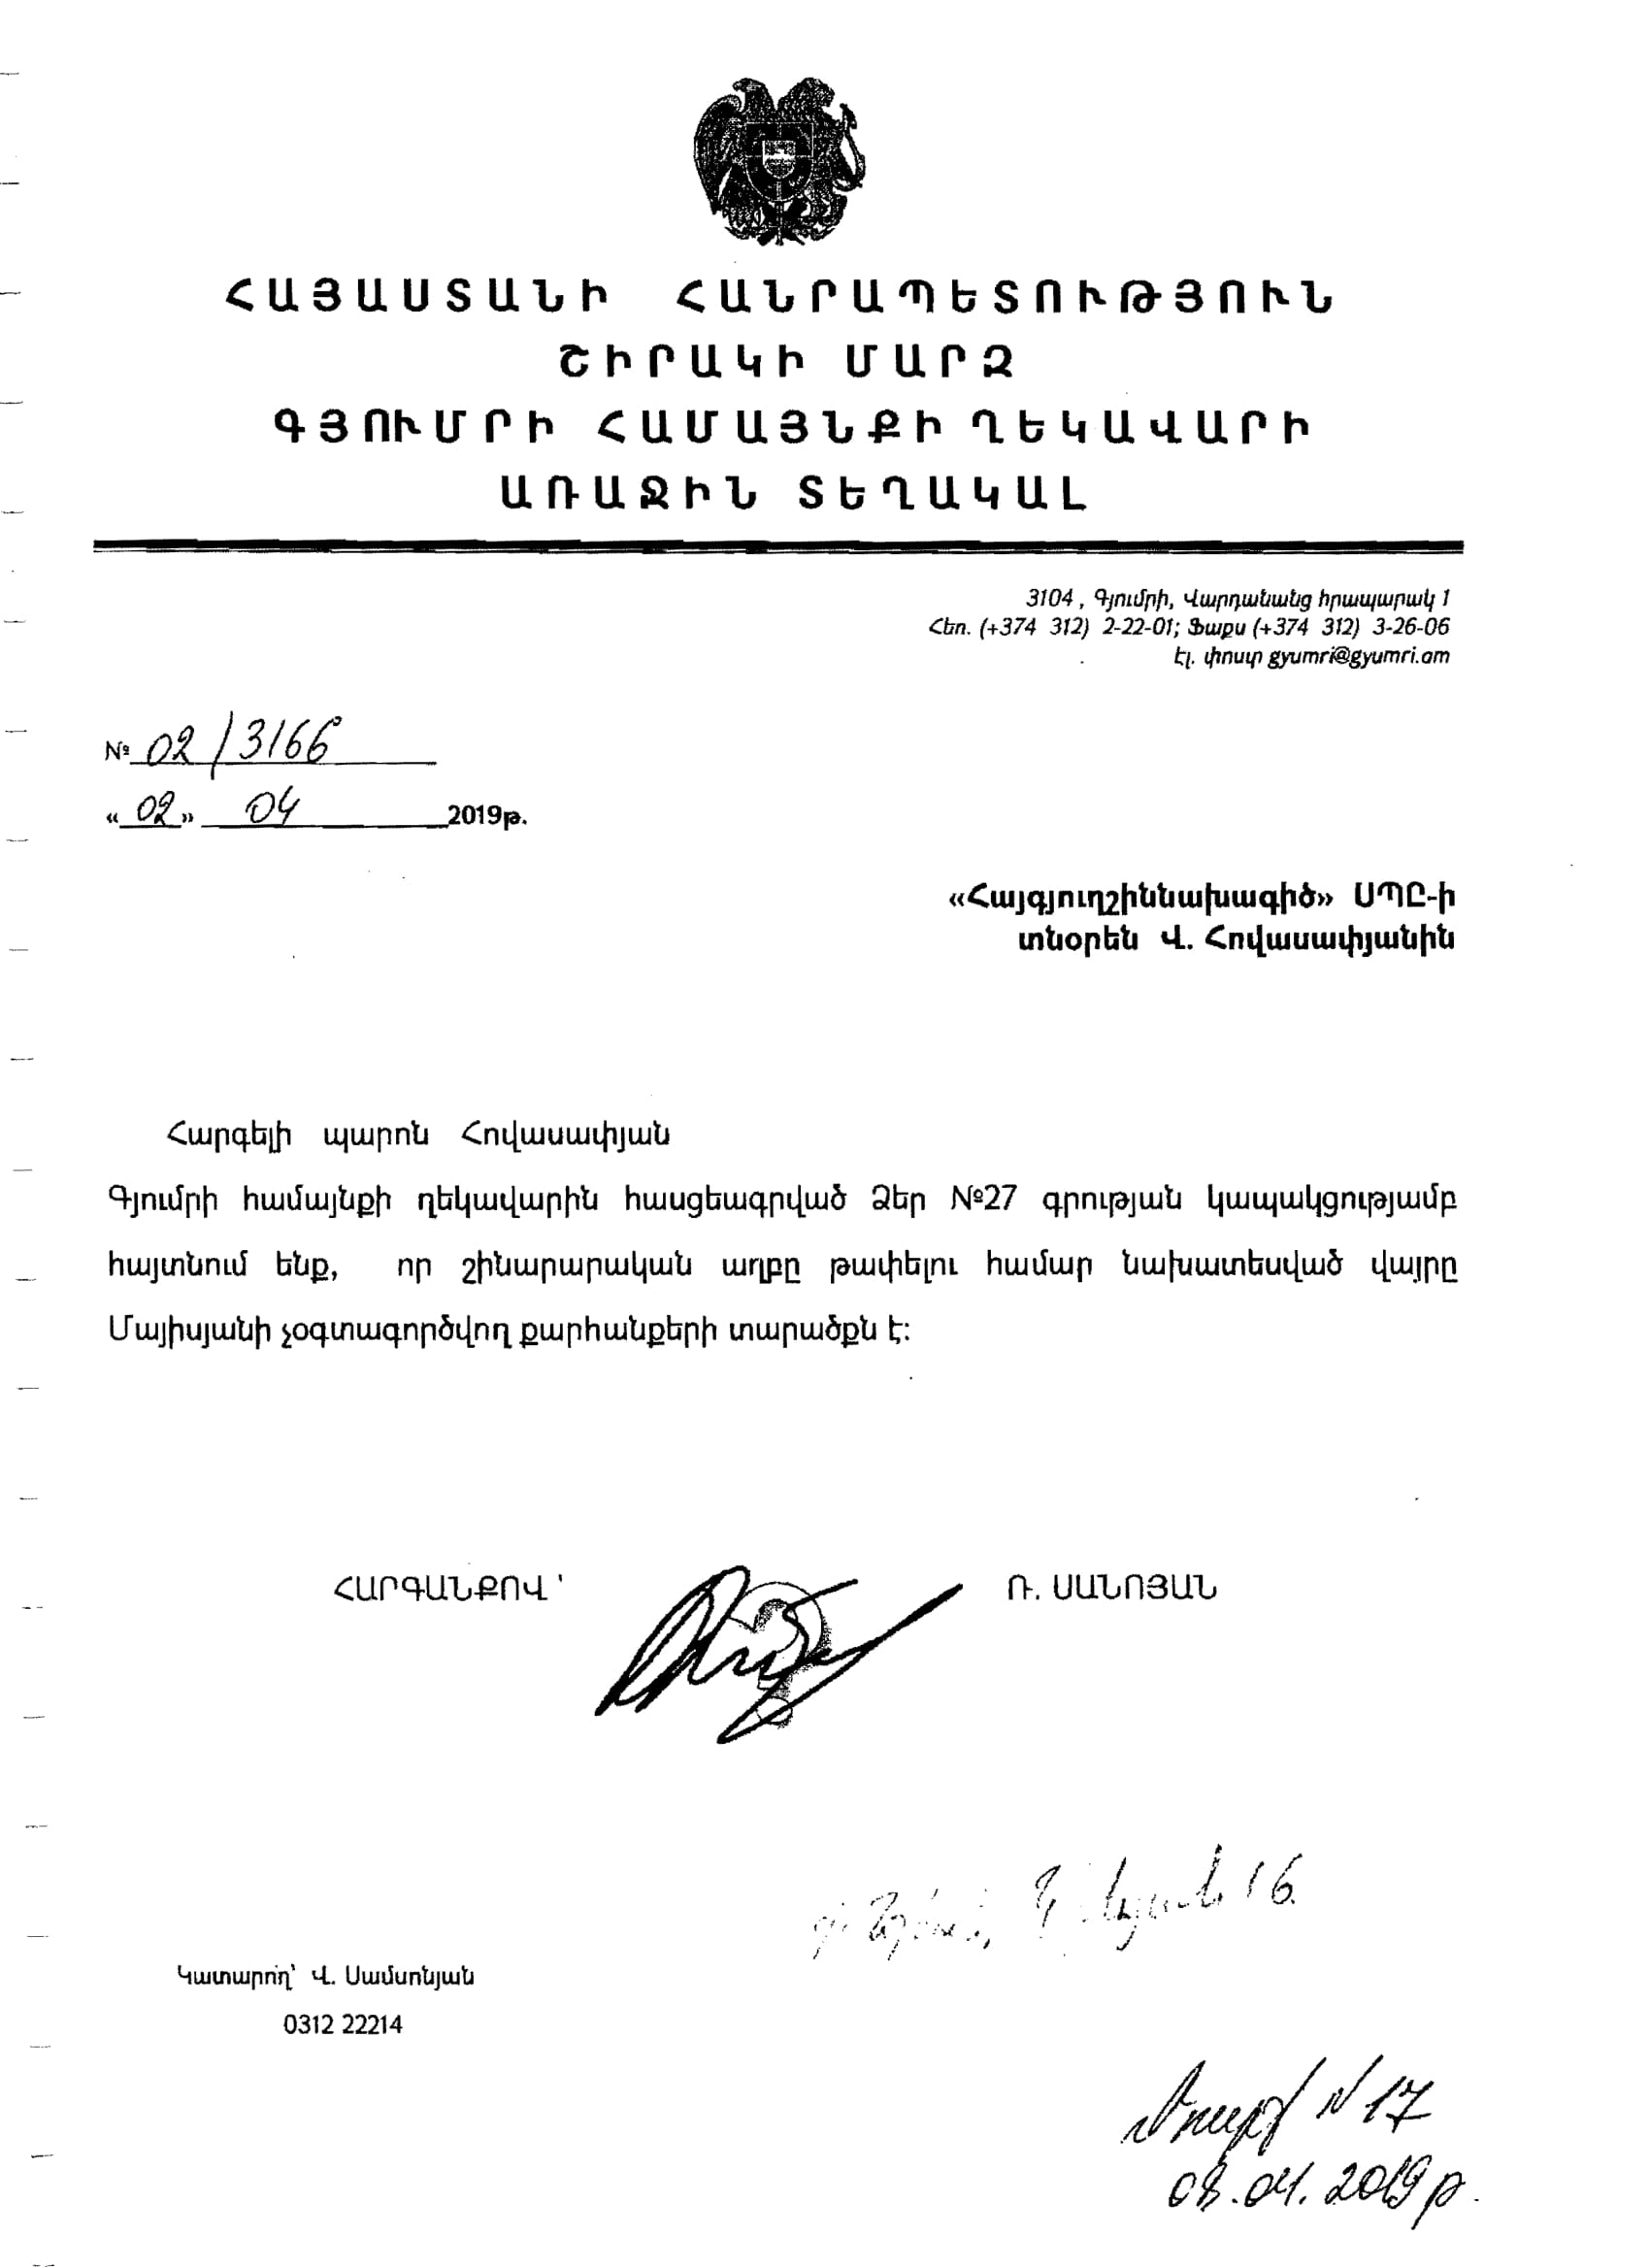 ՀԱՅԱՍՏԱՆԻ ՀԱՆՐԱՊԵՏՈՒԹՅՈՒՆ
ՇԻՐԱԿԻ ՄԱՐԶ
ԳՅՈՒՄՐԻ ՀԱՄԱՅՆՔԻ ՂԵԿԱՎԱՐԻ
ԱՌԱՋԻՆ ՏԵՂԱԿԱԼ
3104 , Գյումրի, Վարդանանց հրապարակ 1
Հեռ. (+374 312) 2-22-01; Ֆաքս (+374 312) 3-26-06
Էլ. փոստ gyumri@gyumri.am
№ 02/3166
« 02 » 04 2019թ.
«Հայգյուղշիննախագիծ» ՍՊԸ-ի
տնօրեն Վ. Հովասափյանին
Հարգելի պարոն Հովասափյան
Գյումրի համայնքի ղեկավարին հասցեագրված Ձեր №27 գրության կապակցությամբ
հայտնում ենք, որ շինարարական աղբը թափելու համար նախատեսված վայրը
Մայիսյանի չօգտագործվող քարհանքերի տարածքն է:
ՀԱՐԳԱՆՔՈՎ ՝ Ռ. ՍԱՆՈՅԱՆ
16
Կատարող՝ Վ. Սամսոնյան
0312 22214
Մուտք N 17
08.04.2019թ.